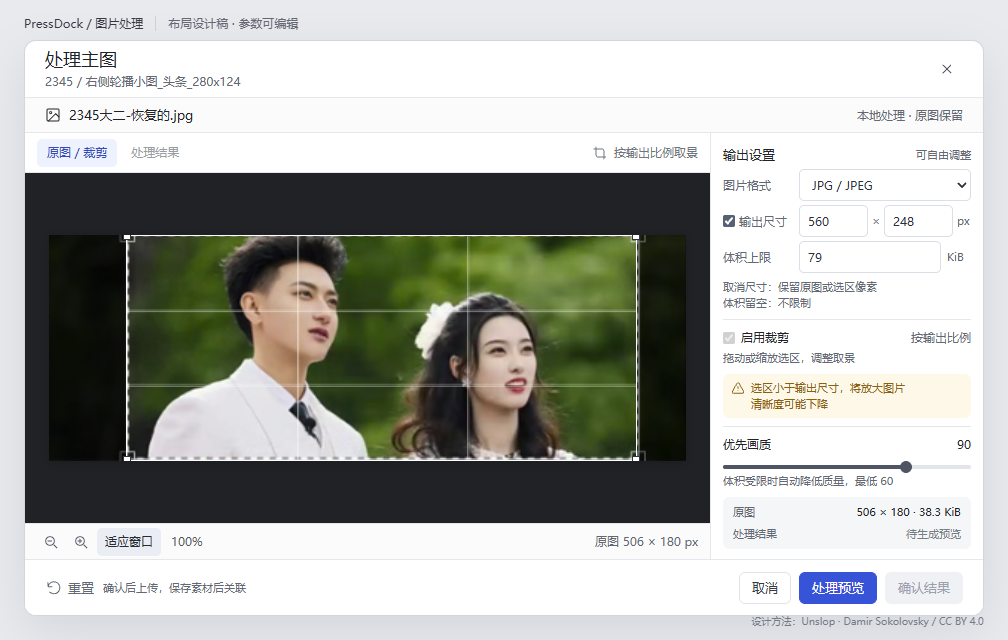 PressDock / 图片处理 布局设计稿 · 参数可编辑
处理主图
2345 / 右侧轮播小图_头条_280x124
2345大二-恢复的.jpg 本地处理 · 原图保留
原图 / 裁剪 处理结果 按输出比例取景
输出设置 可自由调整
图片格式 JPG / JPEG
输出尺寸 560 × 248 px
体积上限 79 KiB
取消尺寸：保留原图或选区像素
体积留空：不限制
启用裁剪 按输出比例
拖动或缩放选区，调整取景
选区小于输出尺寸，将放大图片
清晰度可能下降
优先画质 90
体积受限时自动降低质量，最低 60
原图 506 × 180 · 38.3 KiB
处理结果 待生成预览
适应窗口 100% 原图 506 × 180 px
重置 确认后上传，保存素材后关联 取消 处理预览 确认结果
设计方法：Unslop · Damir Sokolovsky / CC BY 4.0